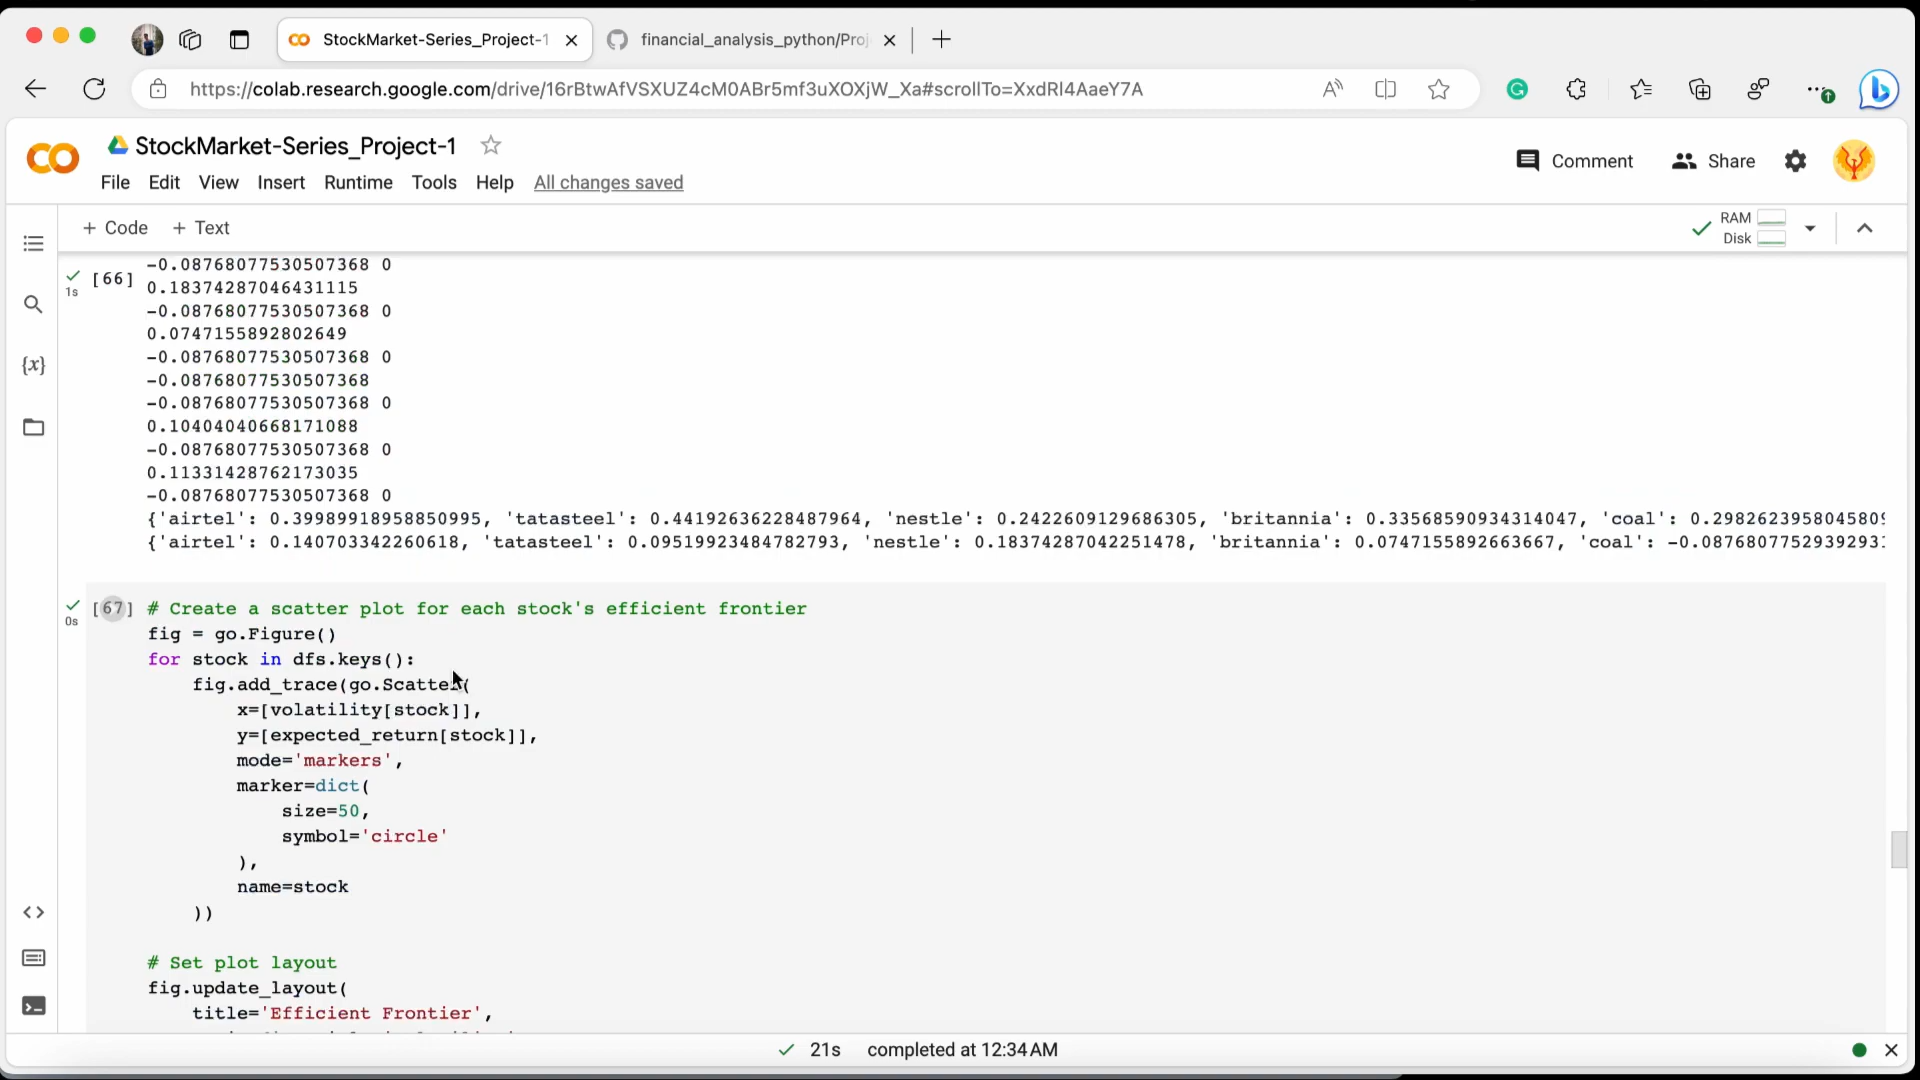 StockMarket-Series_Project-1
financial_analysis_python/Proj
https://colab.research.google.com/drive/16rBtwAfVSXUZ4cM0ABr5mf3uXOXjW_Xa#scrollTo=XxdRl4AaeY7A
StockMarket-Series_Project-1
Comment
Share
File Edit View Insert Runtime Tools Help All changes saved
+ Code + Text
RAM
Disk
-0.08768077530507368 0
[66]
1s
0.18374287046431115
-0.08768077530507368 0
0.0747155892802649
-0.08768077530507368 0
-0.08768077530507368
-0.08768077530507368 0
0.10404040668171088
-0.08768077530507368 0
0.11331428762173035
-0.08768077530507368 0
{'airtel': 0.39989918958850995, 'tatasteel': 0.44192636228487964, 'nestle': 0.2422609129686305, 'britannia': 0.33568590934314047, 'coal': 0.2982623958045809
{'airtel': 0.140703342260618, 'tatasteel': 0.09519923484782793, 'nestle': 0.18374287042251478, 'britannia': 0.0747155892663667, 'coal': -0.0876807752939293
[67] # Create a scatter plot for each stock's efficient frontier
0s
fig = go.Figure()
for stock in dfs.keys():
fig.add_trace(go.Scatter(
x=[volatility[stock]],
y=[expected_return[stock]],
mode='markers',
marker=dict(
size=50,
symbol='circle'
),
name=stock
))
# Set plot layout
fig.update_layout(
title='Efficient Frontier',
21s completed at 12:34 AM